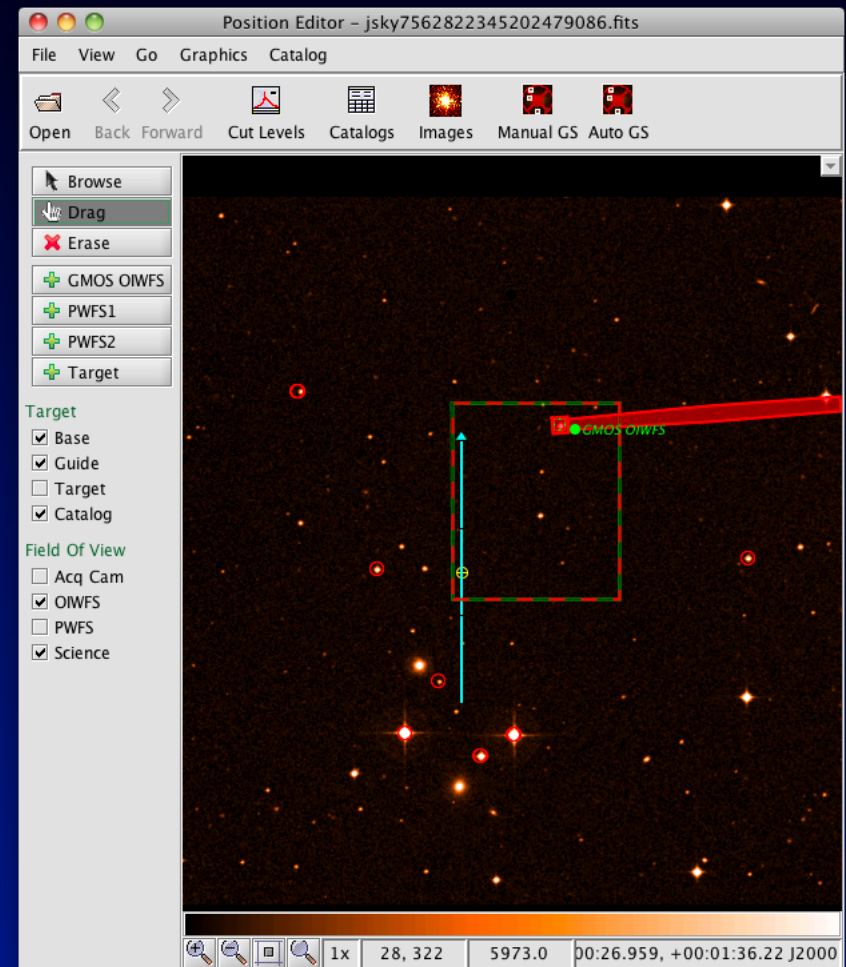 Position Editor – jsky7562822345202479086.fits
File View Go Graphics Catalog
Open Back Forward Cut Levels Catalogs Images Manual GS Auto GS
Browse
Drag
Erase
GMOS OIWFS
PWFS1
PWFS2
Target
Target
Base
Guide
Target
Catalog
Field Of View
Acq Cam
OIWFS
PWFS
Science
GMOS OIWFS
1x 28, 322 5973.0 00:26.959, +00:01:36.22 J2000